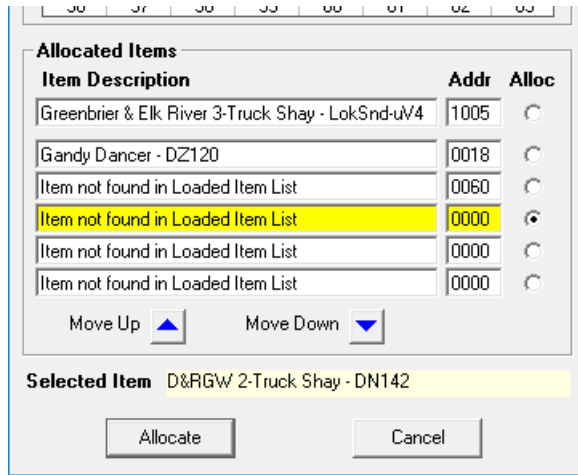 Allocated Items
Item Description Addr Alloc
Greenbrier & Elk River 3-Truck Shay - LokSnd-uV4 1005
Gandy Dancer - DZ120 0018
Item not found in Loaded Item List 0060
Item not found in Loaded Item List 0000
Item not found in Loaded Item List 0000
Item not found in Loaded Item List 0000
Move Up Move Down
Selected Item D&RGW 2-Truck Shay - DN142
Allocate Cancel